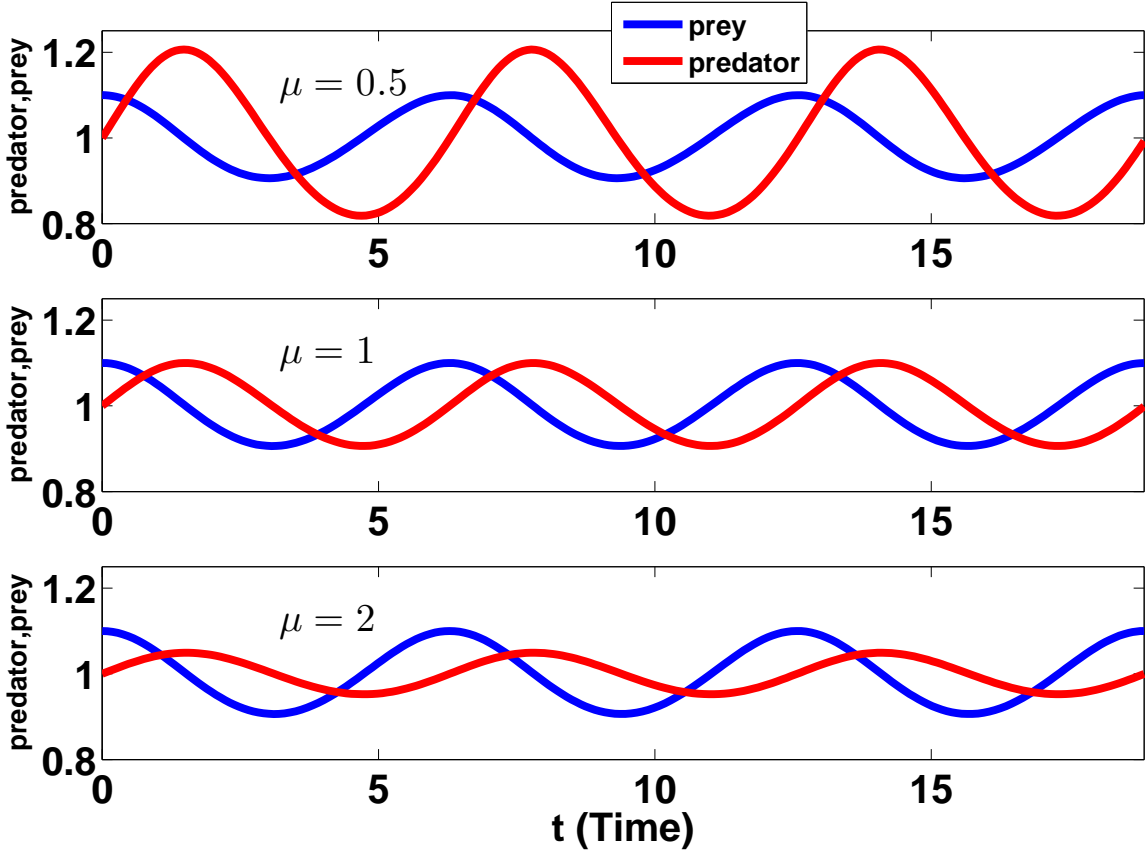 prey
predator
predator,prey
1.2
1
0.8
μ = 0.5
0 5 10 15
predator,prey
1.2
1
0.8
μ = 1
0 5 10 15
predator,prey
1.2
1
0.8
μ = 2
0 5 10 15
t (Time)